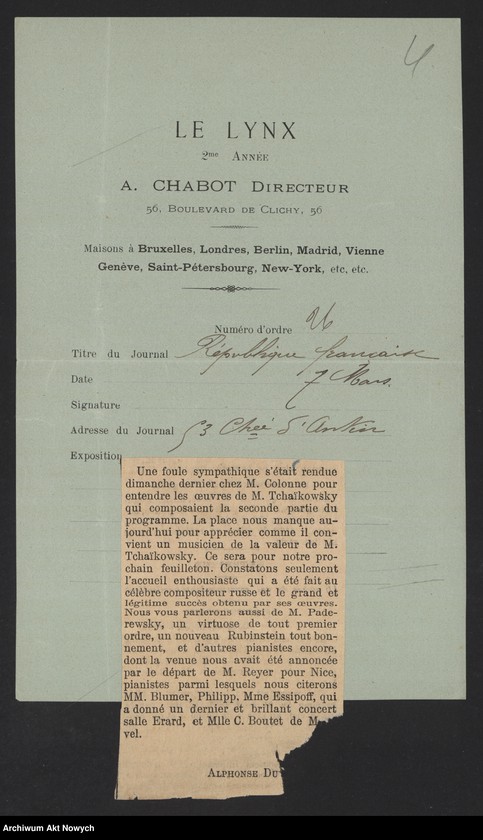 4.
LE LYNX
2me ANNÉE
A. CHABOT DIRECTEUR
56, BOULEVARD DE CLICHY, 56
Maisons à Bruxelles, Londres, Berlin, Madrid, Vienne
Genève, Saint-Pétersbourg, New-York, etc, etc.
Numéro d'ordre 26
Titre du Journal République française
Date 7 Mars.
Signature
Adresse du Journal 53 Chée d'Antin
Exposition
Une foule sympathique s'était rendue
dimanche dernier chez M. Colonne pour
entendre les œuvres de M. Tchaïkowsky
qui composaient la seconde partie du
programme. La place nous manque au-
jourd'hui pour apprécier comme il con-
vient un musicien de la valeur de M.
Tchaïkowsky. Ce sera pour notre pro-
chain feuilleton. Constatons seulement
l'accueil enthousiaste qui a été fait au
célèbre compositeur russe et le grand et
légitime succès obtenu par ses œuvres.
Nous vous parlerons aussi de M. Pade-
rewsky, un virtuose de tout premier
ordre, un nouveau Rubinstein tout bon-
nement, et d'autres pianistes encore,
dont la venue nous avait été annoncée
par le départ de M. Reyer pour Nice,
pianistes parmi lesquels nous citerons
MM. Blumer, Philipp, Mme Essipoff, qui
a donné un dernier et brillant concert
salle Erard, et Mlle C. Boutet de M
vel.
ALPHONSE DU
Archiwum Akt Nowych